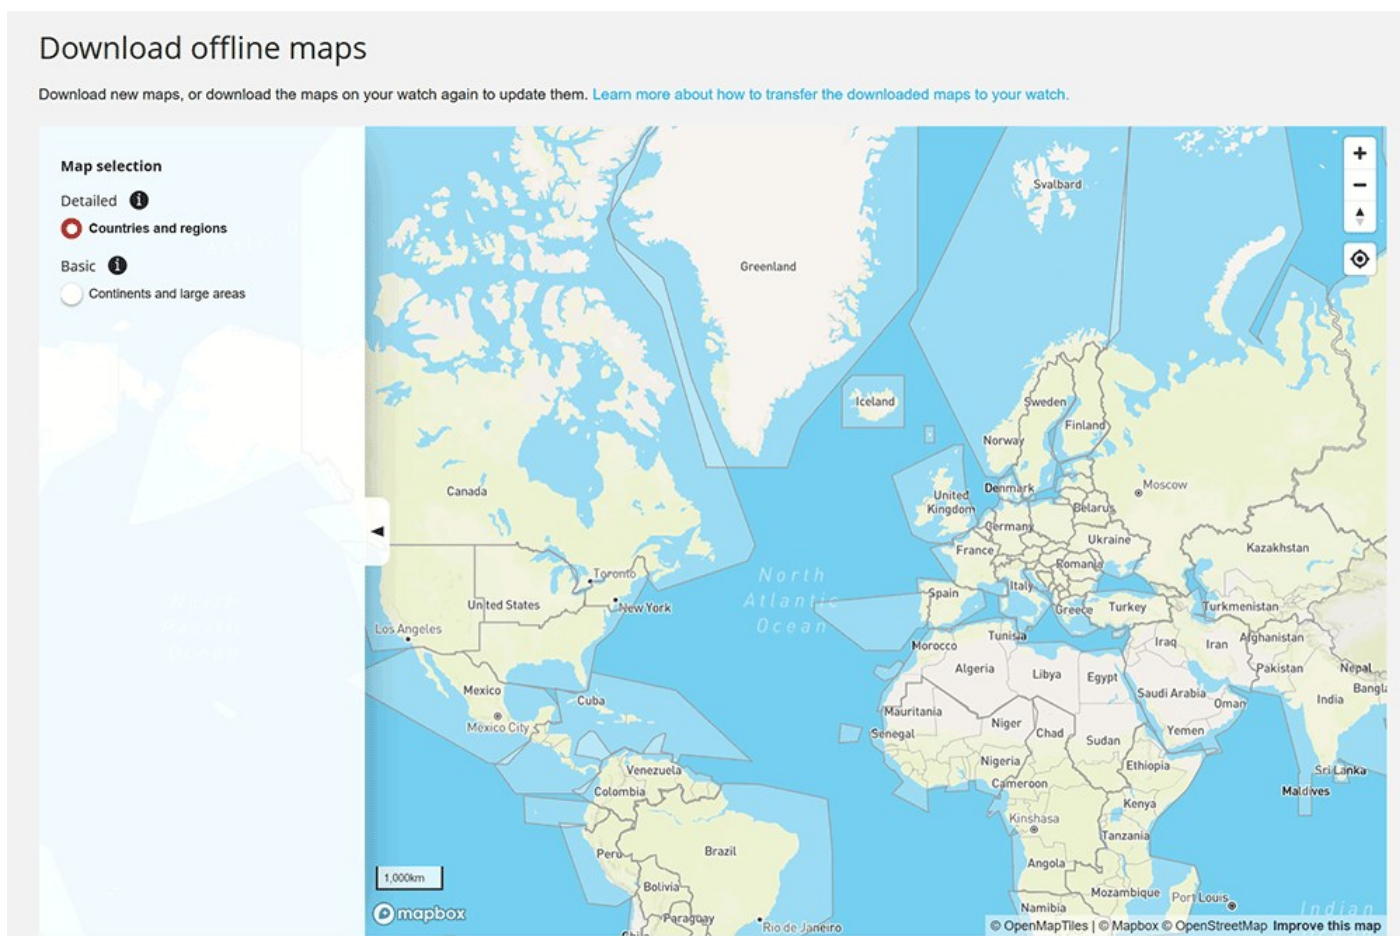 Download offline maps
Download new maps, or download the maps on your watch again to update them. Learn more about how to transfer the downloaded maps to your watch.
Map selection
Detailed
Countries and regions
Basic
Continents and large areas
Svalbard
Greenland
Iceland
Sweden
Finland
Norway
Canada
United
Kingdom
Denmark
Moscow
Belarus
Germany
Ukraine
France
Kazakhstan
Romania
Toronto
North
Atlantic
Ocean
Italy
United States
New York
Spain
Greece
Turkey
Turkmenistan
Los Angeles
Tunisia
Morocco
Iraq
Iran
Afghanistan
Algeria
Libya
Egypt
Pakistan
Nepal
Mexico
Saudi Arabia
India
Bangla
Cuba
Oman
Mauritania
Mexico City
Niger
Chad
Sudan
Yemen
Senegal
Venezuela
Nigeria
Ethiopia
Sri Lanka
Colombia
Cameroon
Maldives
Kenya
Kinshasa
Tanzania
Peru
Brazil
Angola
1,000km
Bolivia
Mozambique
Port Louis
mapbox
Paraguay
Namibia
Indian
Rio de Janeiro
© OpenMapTiles | © Mapbox © OpenStreetMap Improve this map